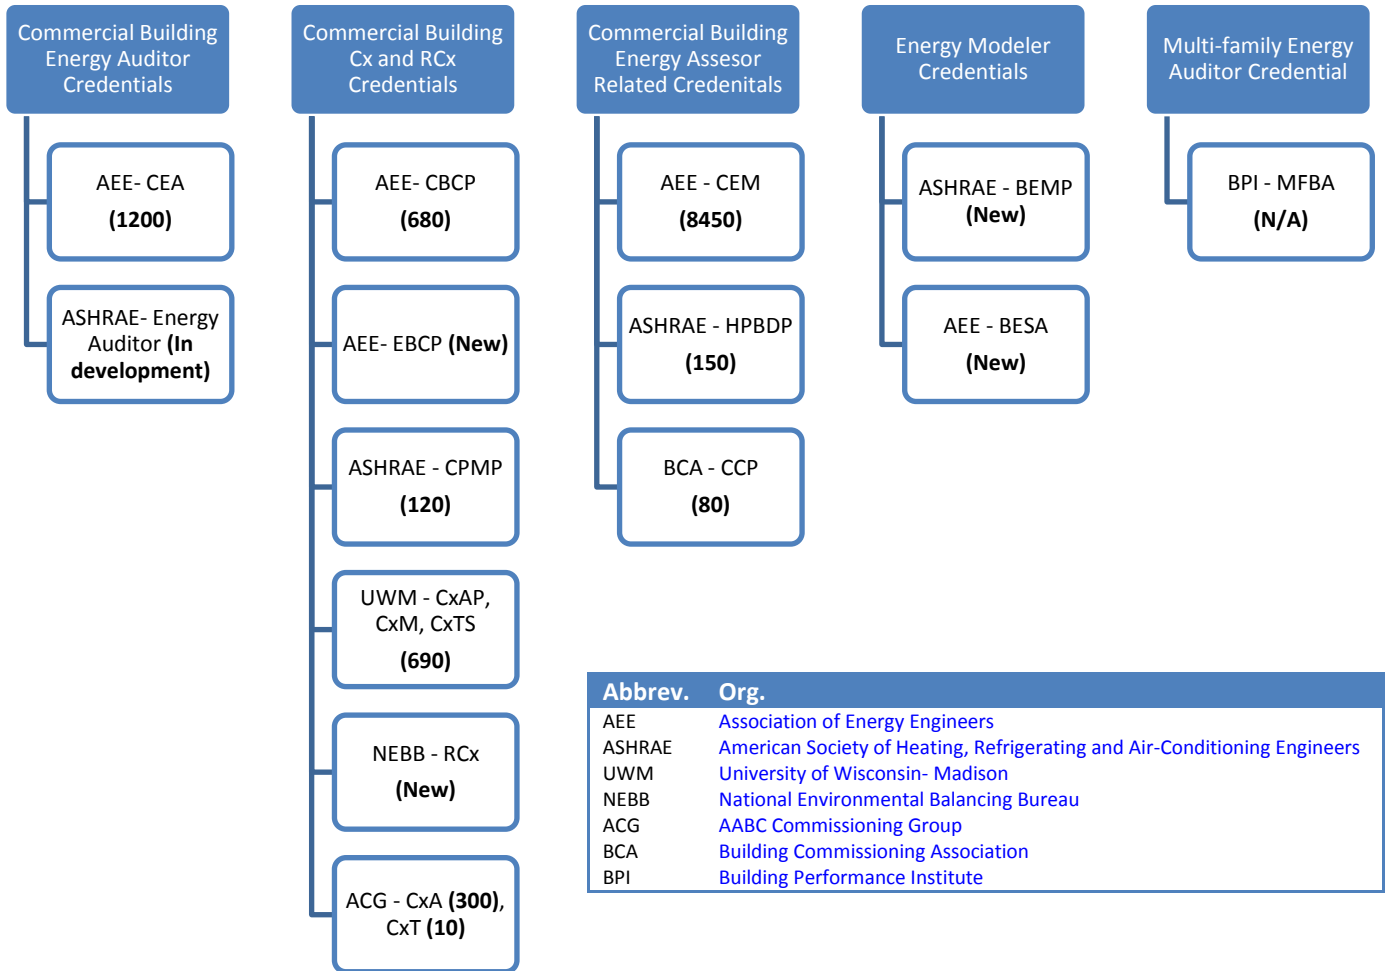 Commercial Building
Energy Auditor
Credentials
AEE- CEA
(1200)
ASHRAE- Energy
Auditor (In
development)
Commercial Building
Cx and RCx
Credentials
AEE- CBCP
(680)
AEE- EBCP (New)
ASHRAE - CPMP
(120)
UWM - CxAP,
CxM, CxTS
(690)
NEBB - RCx
(New)
ACG - CxA (300),
CxT (10)
Commercial Building
Energy Assesor
Related Credenitals
AEE - CEM
(8450)
ASHRAE - HPBDP
(150)
BCA - CCP
(80)
Energy Modeler
Credentials
ASHRAE - BEMP
(New)
AEE - BESA
(New)
Multi-family Energy
Auditor Credential
BPI - MFBA
(N/A)
Abbrev. Org.
AEE Association of Energy Engineers
ASHRAE American Society of Heating, Refrigerating and Air-Conditioning Engineers
UWM University of Wisconsin- Madison
NEBB National Environmental Balancing Bureau
ACG AABC Commissioning Group
BCA Building Commissioning Association
BPI Building Performance Institute